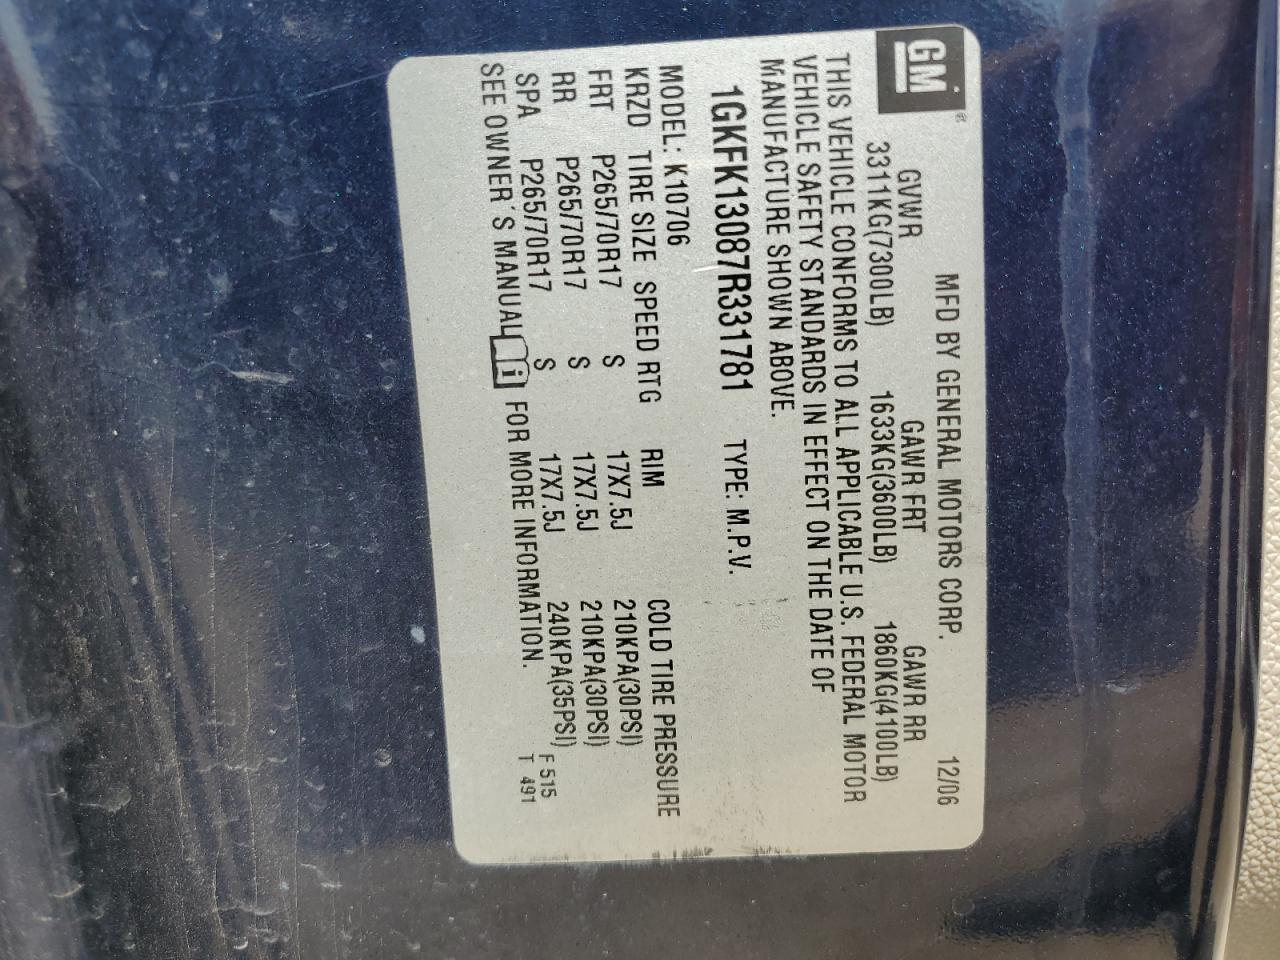 GM®
MFD BY GENERAL MOTORS CORP. 12/06
GVWR GAWR FRT GAWR RR
3311KG(7300LB) 1633KG(3600LB) 1860KG(4100LB)
THIS VEHICLE CONFORMS TO ALL APPLICABLE U.S. FEDERAL MOTOR
VEHICLE SAFETY STANDARDS IN EFFECT ON THE DATE OF
MANUFACTURE SHOWN ABOVE.
1GKFK13087R331781 TYPE: M.P.V.
MODEL: K10706
KRZD TIRE SIZE SPEED RTG RIM COLD TIRE PRESSURE
FRT P265/70R17 S 17X7.5J 210KPA(30PSI)
RR P265/70R17 S 17X7.5J 210KPA(30PSI)
SPA P265/70R17 S 17X7.5J 240KPA(35PSI) F 515
SEE OWNER'S MANUAL i FOR MORE INFORMATION. T 491